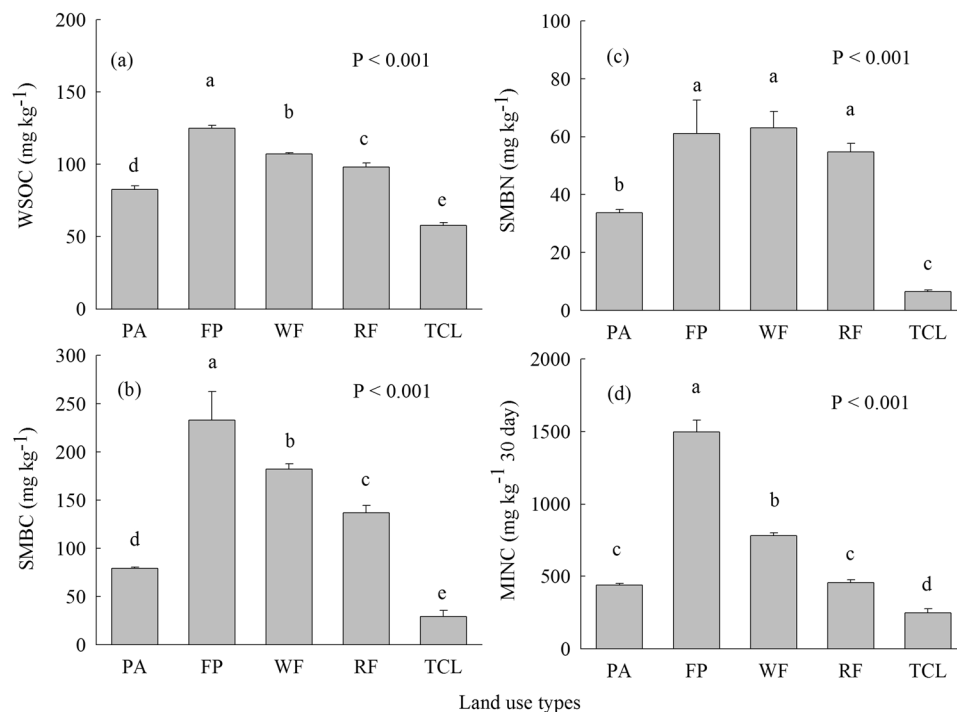 (a)
P < 0.001
WSOC (mg kg⁻¹)
200
150
100
50
0
d
a
b
c
e
PA FP WF RF TCL
(c)
P < 0.001
SMBN (mg kg⁻¹)
80
60
40
20
0
b
a
a
a
c
PA FP WF RF TCL
(b)
P < 0.001
SMBC (mg kg⁻¹)
300
250
200
150
100
50
0
d
a
b
c
e
PA FP WF RF TCL
(d)
P < 0.001
MINC (mg kg⁻¹ 30 day)
2000
1500
1000
500
0
c
a
b
c
d
PA FP WF RF TCL
Land use types